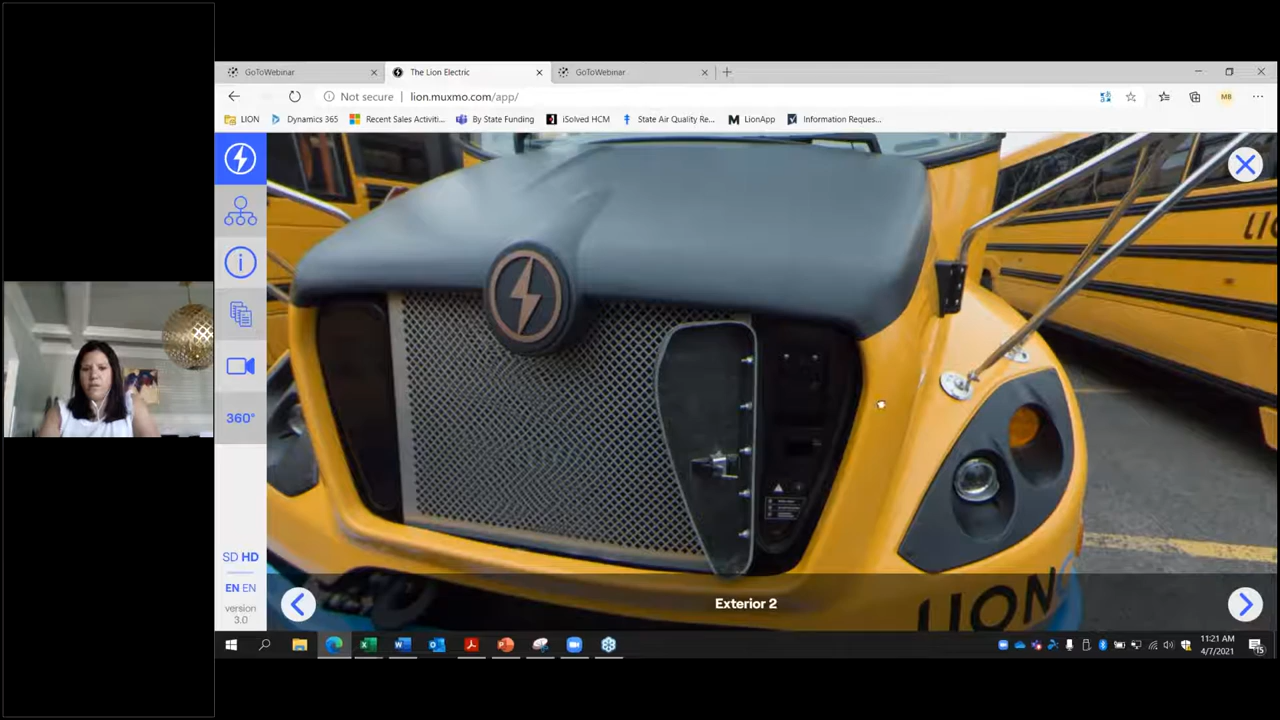 GoToWebinar
The Lion Electric
GoToWebinar
Not secure
lion.muxmo.com/app/
MB
LION
Dynamics 365
Recent Sales Activiti...
By State Funding
iSolved HCM
State Air Quality Re...
LionApp
Information Reques...
360°
SD HD
EN EN
version
3.0
LION
Exterior 2
11:21 AM
4/7/2021
15